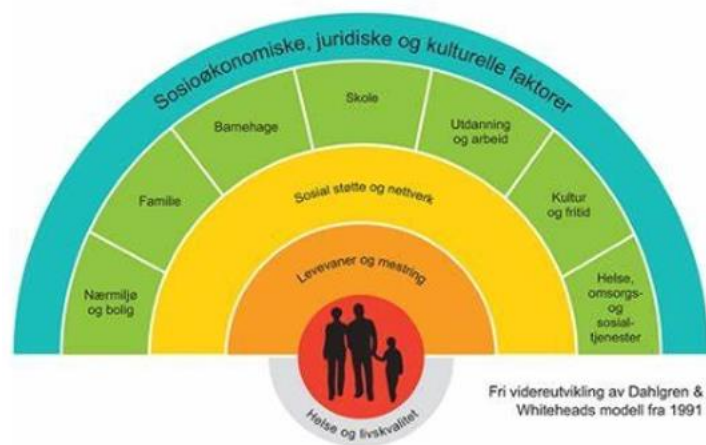 Sosioøkonomiske, juridiske og kulturelle faktorer
Nærmiljø
og bolig
Familie
Barnehage
Skole
Utdanning
og arbeid
Kultur
og fritid
Helse,
omsorgs-
og
sosial-
tjenester
Sosial støtte og nettverk
Levevaner og mestring
Helse og livskvalitet
Fri videreutvikling av Dahlgren &
Whiteheads modell fra 1991